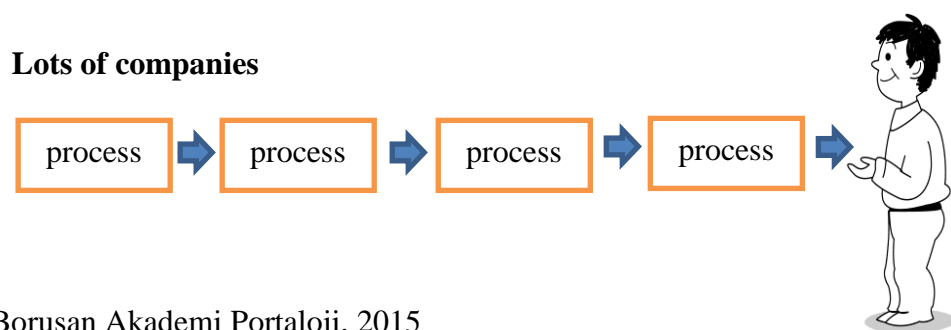 Lots of companies
process process process process
Borusan Akademi Portaloji, 2015